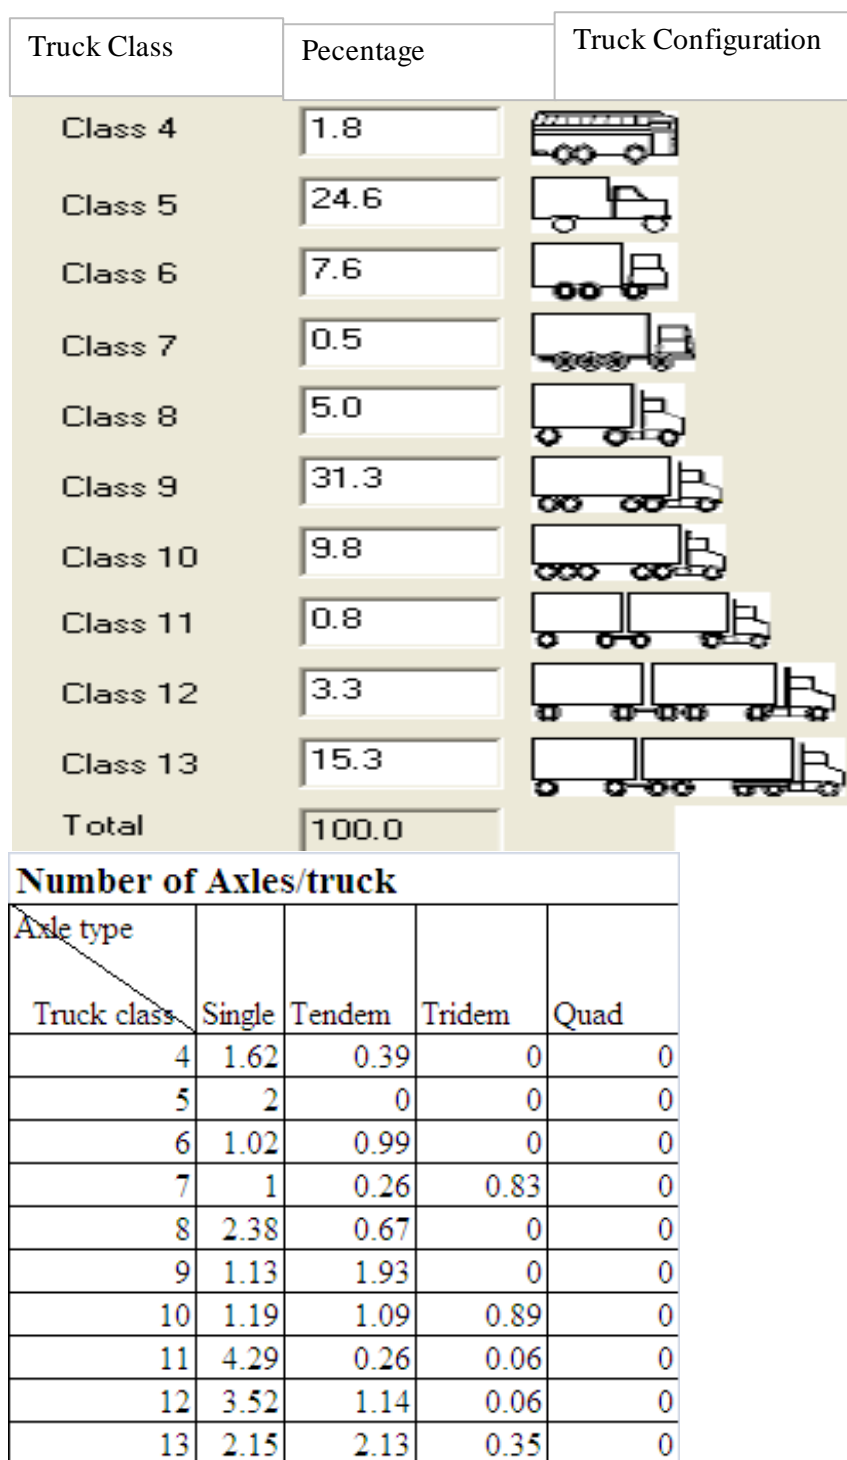 Truck Class Pecentage Truck Configuration
Class 4 1.8
Class 5 24.6
Class 6 7.6
Class 7 0.5
Class 8 5.0
Class 9 31.3
Class 10 9.8
Class 11 0.8
Class 12 3.3
Class 13 15.3
Total 100.0
Number of Axles/truck
Axle type
Truck class Single Tendem Tridem Quad
4 1.62 0.39 0 0
5 2 0 0 0
6 1.02 0.99 0 0
7 1 0.26 0.83 0
8 2.38 0.67 0 0
9 1.13 1.93 0 0
10 1.19 1.09 0.89 0
11 4.29 0.26 0.06 0
12 3.52 1.14 0.06 0
13 2.15 2.13 0.35 0